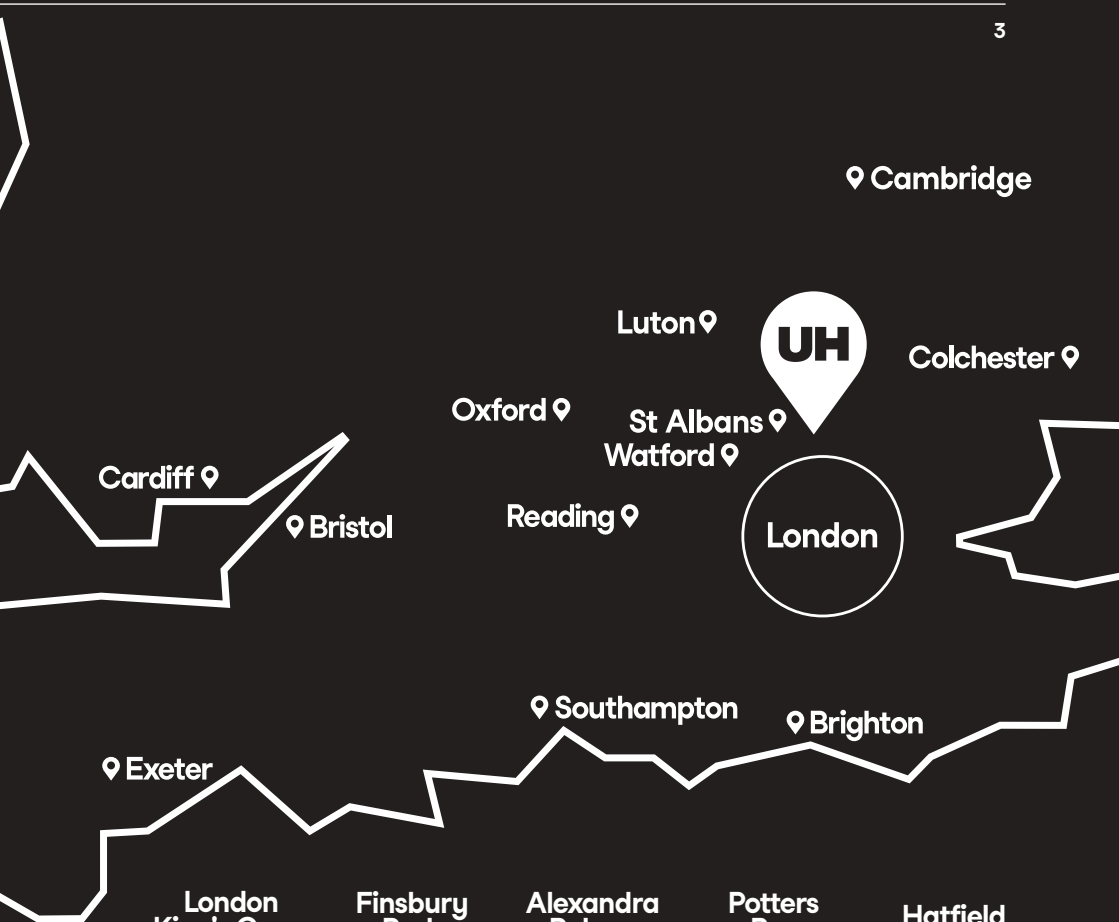 3
Cambridge
Luton
UH
Colchester
Oxford
St Albans
Watford
Cardiff
Reading
Bristol
London
Southampton
Brighton
Exeter
London
Finsbury
Alexandra
Potters
Hatfield